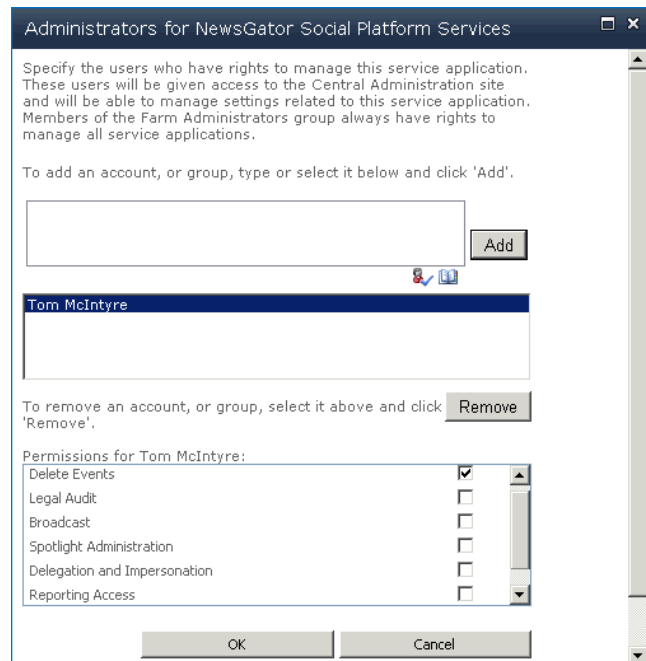 Administrators for NewsGator Social Platform Services
Specify the users who have rights to manage this service application.
These users will be given access to the Central Administration site
and will be able to manage settings related to this service application.
Members of the Farm Administrators group always have rights to
manage all service applications.
To add an account, or group, type or select it below and click 'Add'.
Add
Tom McIntyre
To remove an account, or group, select it above and click
'Remove'.
Remove
Permissions for Tom McIntyre:
Delete Events
Legal Audit
Broadcast
Spotlight Administration
Delegation and Impersonation
Reporting Access
OK
Cancel